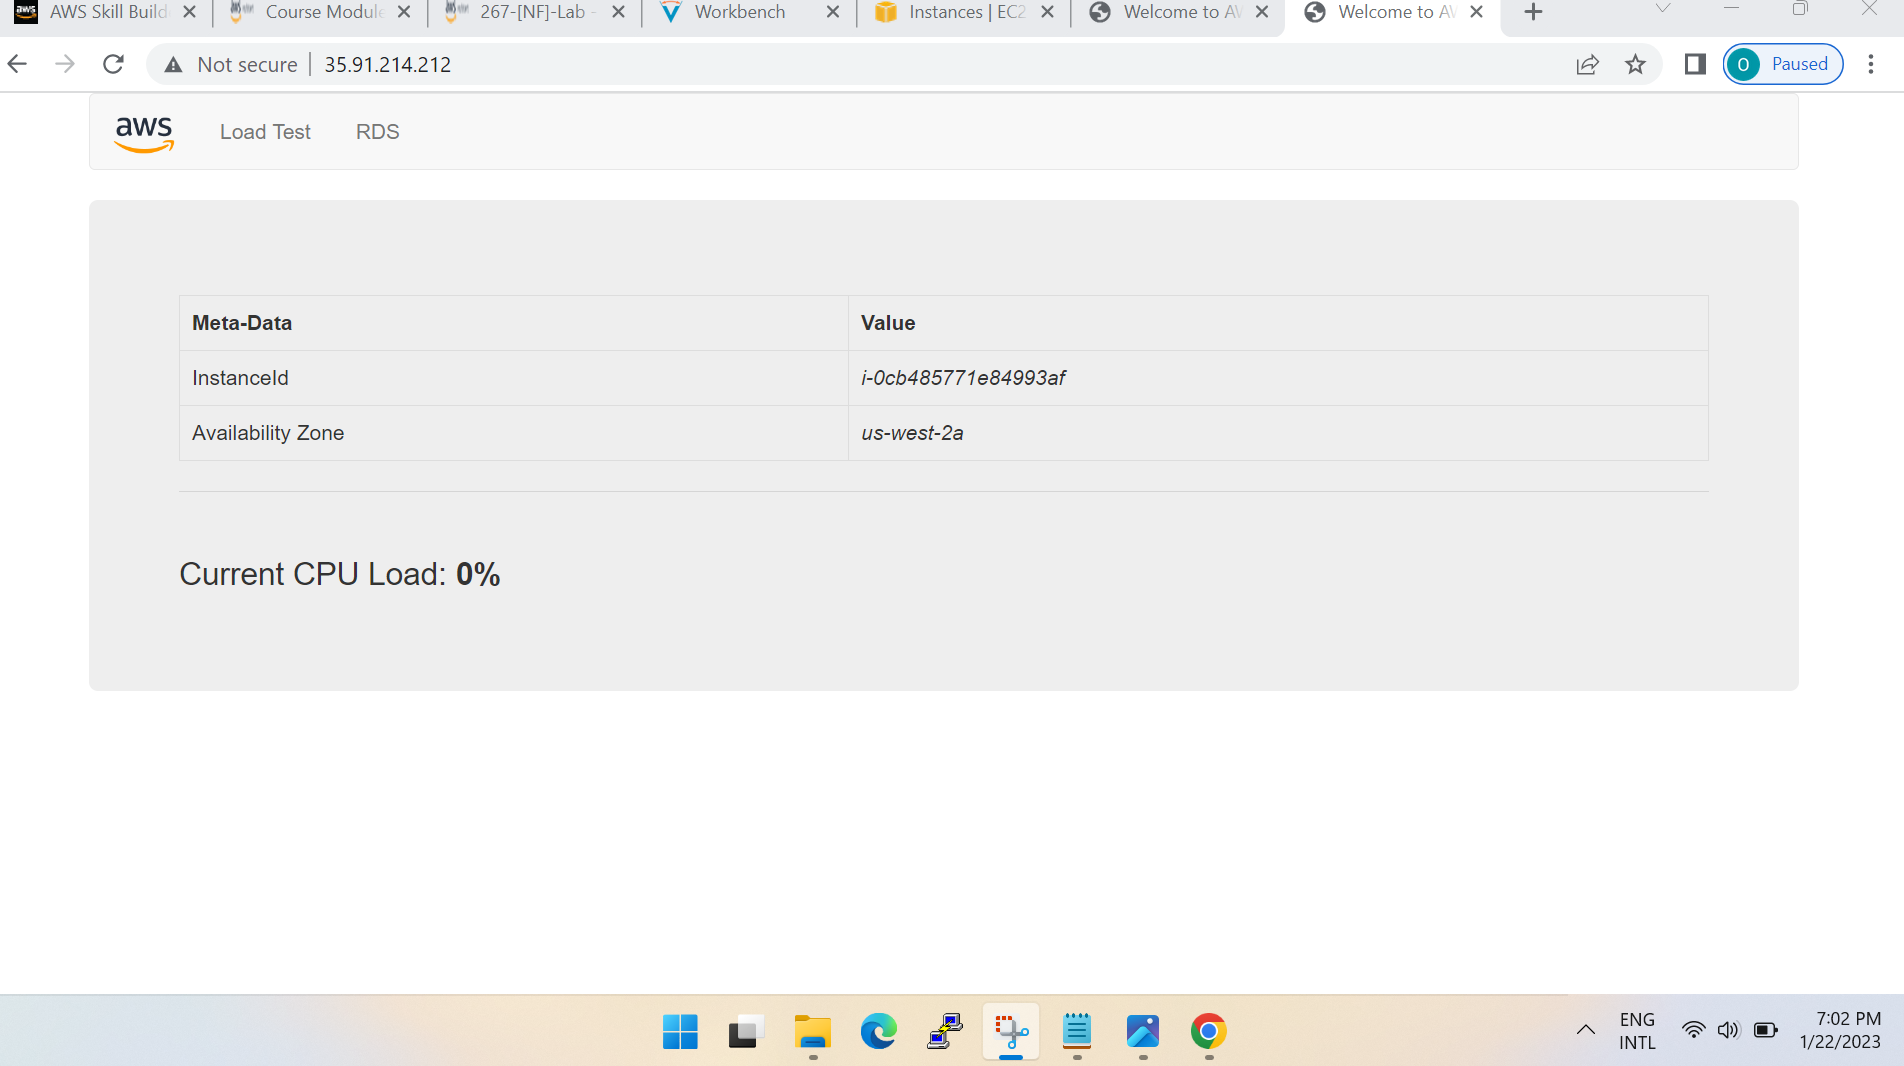 aws AWS Skill Build
Course Module
267-[NF]-Lab -
Workbench
Instances | EC2
Welcome to AW
Welcome to AW
Not secure 35.91.214.212
O Paused
aws Load Test RDS
Meta-Data Value
InstanceId i-0cb485771e84993af
Availability Zone us-west-2a
Current CPU Load: 0%
ENG 7:02 PM
INTL 1/22/2023